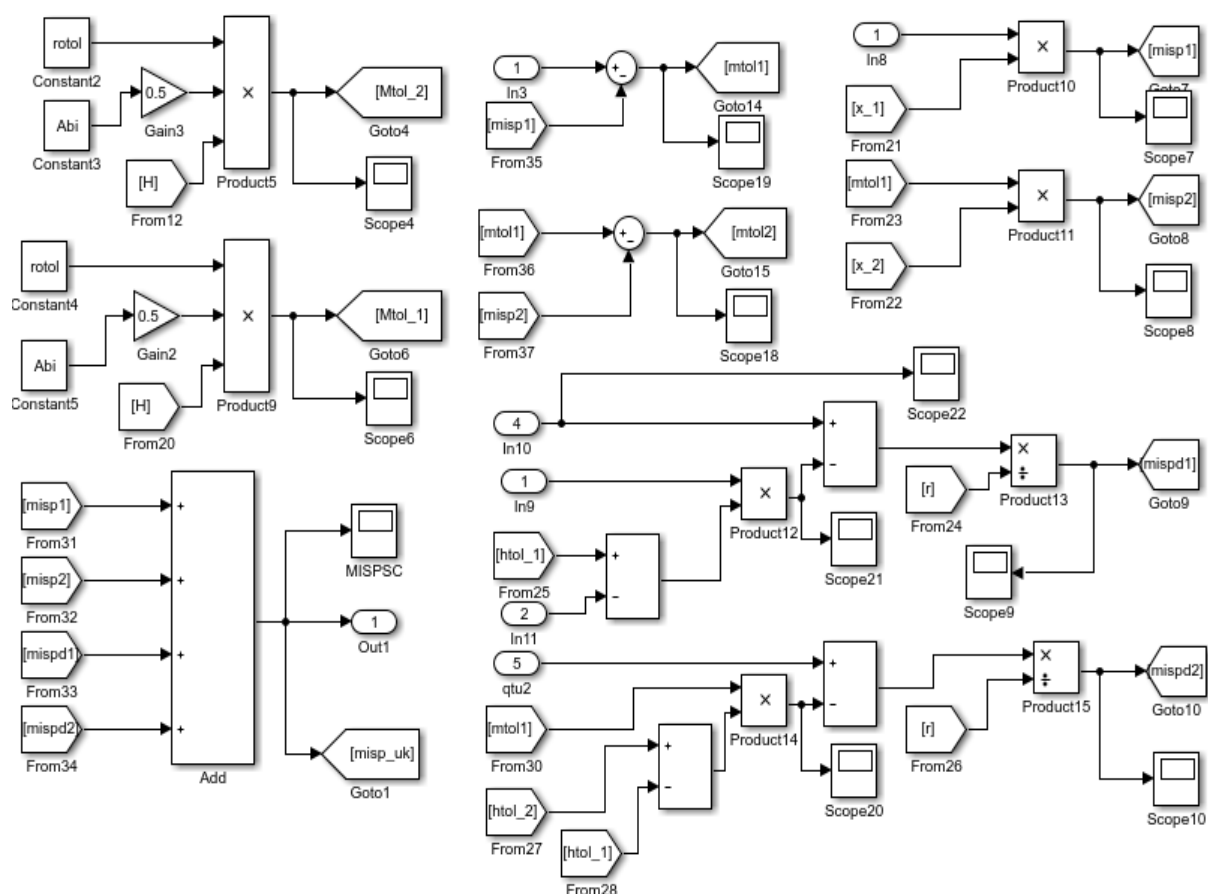 rotol
Constant2
Abi
Constant3
0.5
Gain3
[H]
From12
×
Product5
[Mtol_2]
Goto4
Scope4
rotol
Constant4
Abi
Constant5
0.5
Gain2
[H]
From20
×
Product9
[Mtol_1]
Goto6
Scope6
[misp1]
From31
[misp2]
From32
[mispd1]
From33
[mispd2]
From34
+
+
+
+
Add
MISPSC
1
Out1
[misp_uk]
Goto1
1
In3
[misp1]
From35
+
−
[mtol1]
Goto14
Scope19
[mtol1]
From36
[misp2]
From37
+
−
[mtol2]
Goto15
Scope18
1
In8
[x_1]
From21
×
Product10
[misp1]
Goto7
Scope7
[mtol1]
From23
[x_2]
From22
×
Product11
[misp2]
Goto8
Scope8
Scope22
4
In10
1
In9
[htol_1]
From25
2
In11
+
−
×
Product12
Scope21
+
−
[r]
From24
×
÷
Product13
[mispd1]
Goto9
Scope9
5
qtu2
[mtol1]
From30
[htol_2]
From27
[htol_1]
From28
+
−
×
Product14
Scope20
+
−
[r]
From26
×
÷
Product15
[mispd2]
Goto10
Scope10